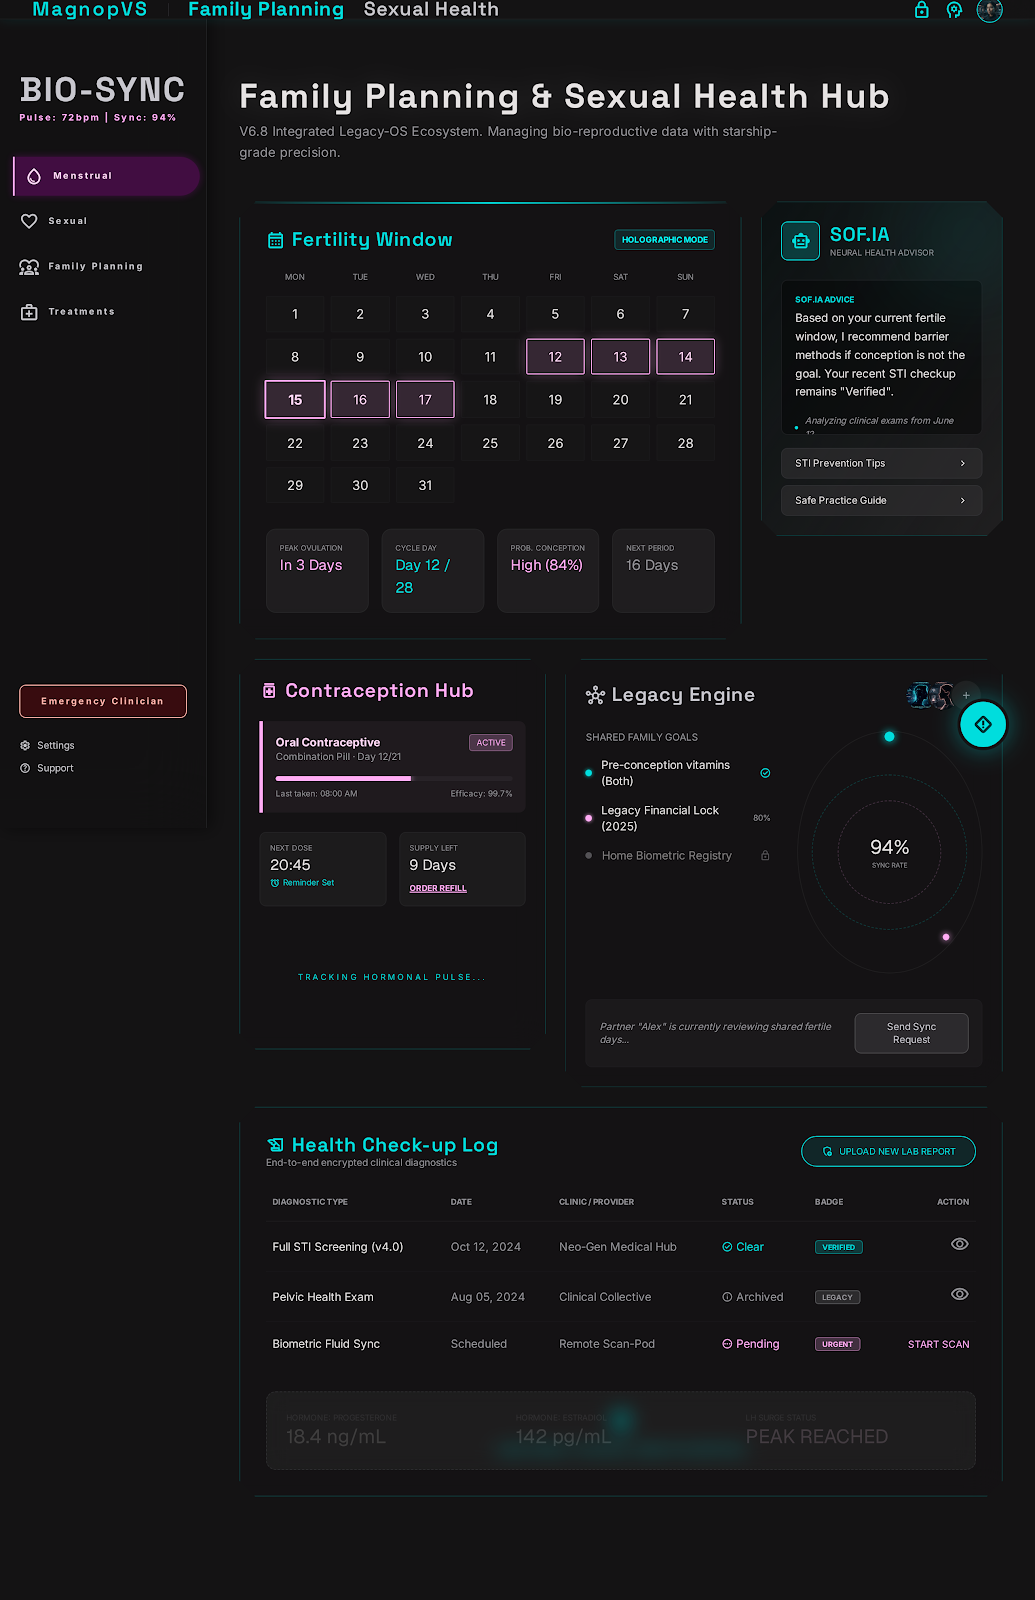 MagnopVS Family Planning Sexual Health
BIO-SYNC
Pulse: 72bpm | Sync: 94%
Menstrual
Sexual
Family Planning
Treatments
Emergency Clinician
Settings
Support
Family Planning & Sexual Health Hub
V6.8 Integrated Legacy-OS Ecosystem. Managing bio-reproductive data with starship-
grade precision.
Fertility Window
HOLOGRAPHIC MODE
MON TUE WED THU FRI SAT SUN
1 2 3 4 5 6 7
8 9 10 11 12 13 14
15 16 17 18 19 20 21
22 23 24 25 26 27 28
29 30 31
PEAK OVULATION
In 3 Days
CYCLE DAY
Day 12 /
28
PROB. CONCEPTION
High (84%)
NEXT PERIOD
16 Days
SOF.IA
NEURAL HEALTH ADVISOR
SOF.IA ADVICE
Based on your current fertile
window, I recommend barrier
methods if conception is not the
goal. Your recent STI checkup
remains "Verified".
Analyzing clinical exams from June
STI Prevention Tips
Safe Practice Guide
Contraception Hub
Oral Contraceptive
ACTIVE
Combination Pill · Day 12/21
Last taken: 08:00 AM
Efficacy: 99.7%
NEXT DOSE
20:45
Reminder Set
SUPPLY LEFT
9 Days
ORDER REFILL
TRACKING HORMONAL PULSE...
Legacy Engine
+
SHARED FAMILY GOALS
Pre-conception vitamins
(Both)
Legacy Financial Lock
(2025)
80%
Home Biometric Registry
94%
SYNC RATE
Partner "Alex" is currently reviewing shared fertile
days...
Send Sync
Request
Health Check-up Log
End-to-end encrypted clinical diagnostics
UPLOAD NEW LAB REPORT
DIAGNOSTIC TYPE DATE CLINIC / PROVIDER STATUS BADGE ACTION
Full STI Screening (v4.0) Oct 12, 2024 Neo-Gen Medical Hub Clear VERIFIED
Pelvic Health Exam Aug 05, 2024 Clinical Collective Archived LEGACY
Biometric Fluid Sync Scheduled Remote Scan-Pod Pending URGENT START SCAN
HORMONE: PROGESTERONE
18.4 ng/mL
HORMONE: ESTRADIOL
142 pg/mL
LH SURGE STATUS
PEAK REACHED